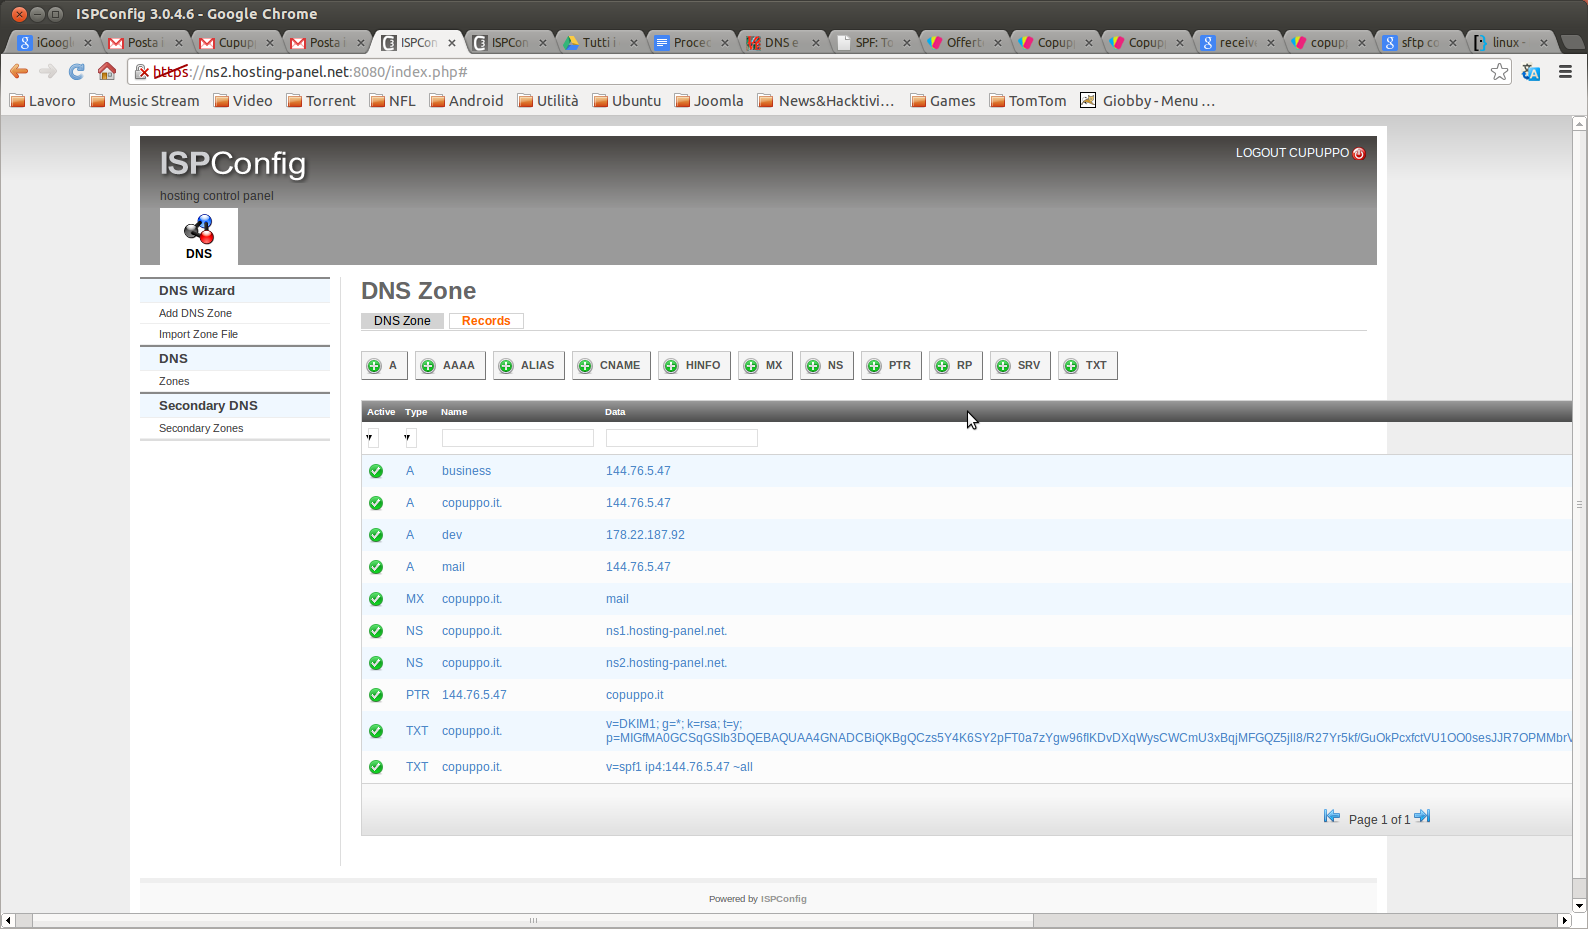 ISPConfig 3.0.4.6 - Google Chrome
iGoogl Posta i Cupup Posta i ISPCon ISPCon Tutti i Proced DNS e SPF: To Offert Copup Copup receive copup sftp co linux -
https://ns2.hosting-panel.net:8080/index.php#
Lavoro Music Stream Video Torrent NFL Android Utilità Ubuntu Joomla News&Hacktivi... Games TomTom Giobby - Menu ...
ISPConfig
LOGOUT CUPUPPO
hosting control panel
DNS
DNS Wizard
Add DNS Zone
Import Zone File
DNS
Zones
Secondary DNS
Secondary Zones
DNS Zone
DNS Zone Records
A AAAA ALIAS CNAME HINFO MX NS PTR RP SRV TXT
Active Type Name Data
A business 144.76.5.47
A copuppo.it. 144.76.5.47
A dev 178.22.187.92
A mail 144.76.5.47
MX copuppo.it. mail
NS copuppo.it. ns1.hosting-panel.net.
NS copuppo.it. ns2.hosting-panel.net.
PTR 144.76.5.47 copuppo.it
TXT copuppo.it. v=DKIM1; g=*; k=rsa; t=y;
p=MIGfMA0GCSqGSIb3DQEBAQUAA4GNADCBiQKBgQCzs5Y4K6SY2pFT0a7zYgw96flKDvDXqWysCWCmU3xBqjMFGQZ5jlI8/R27Yr5kf/GuOkPcxfctVU1OO0sesJJR7OPMMbrV
TXT copuppo.it. v=spf1 ip4:144.76.5.47 ~all
Page 1 of 1
Powered by ISPConfig